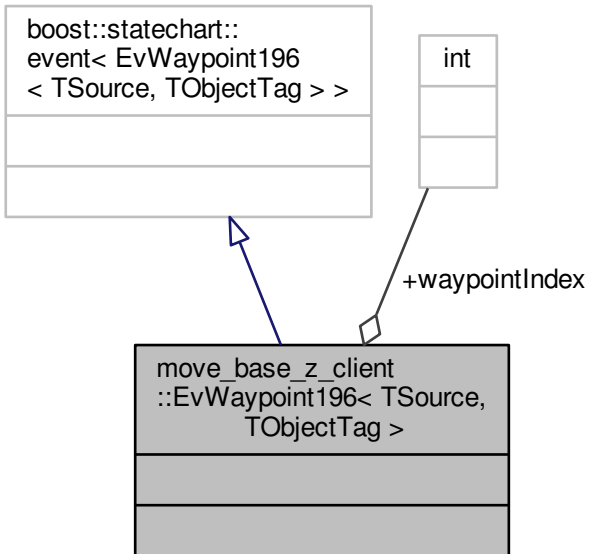 boost::statechart::
event< EvWaypoint196
< TSource, TObjectTag > >
int
+waypointIndex
move_base_z_client
::EvWaypoint196< TSource,
TObjectTag >